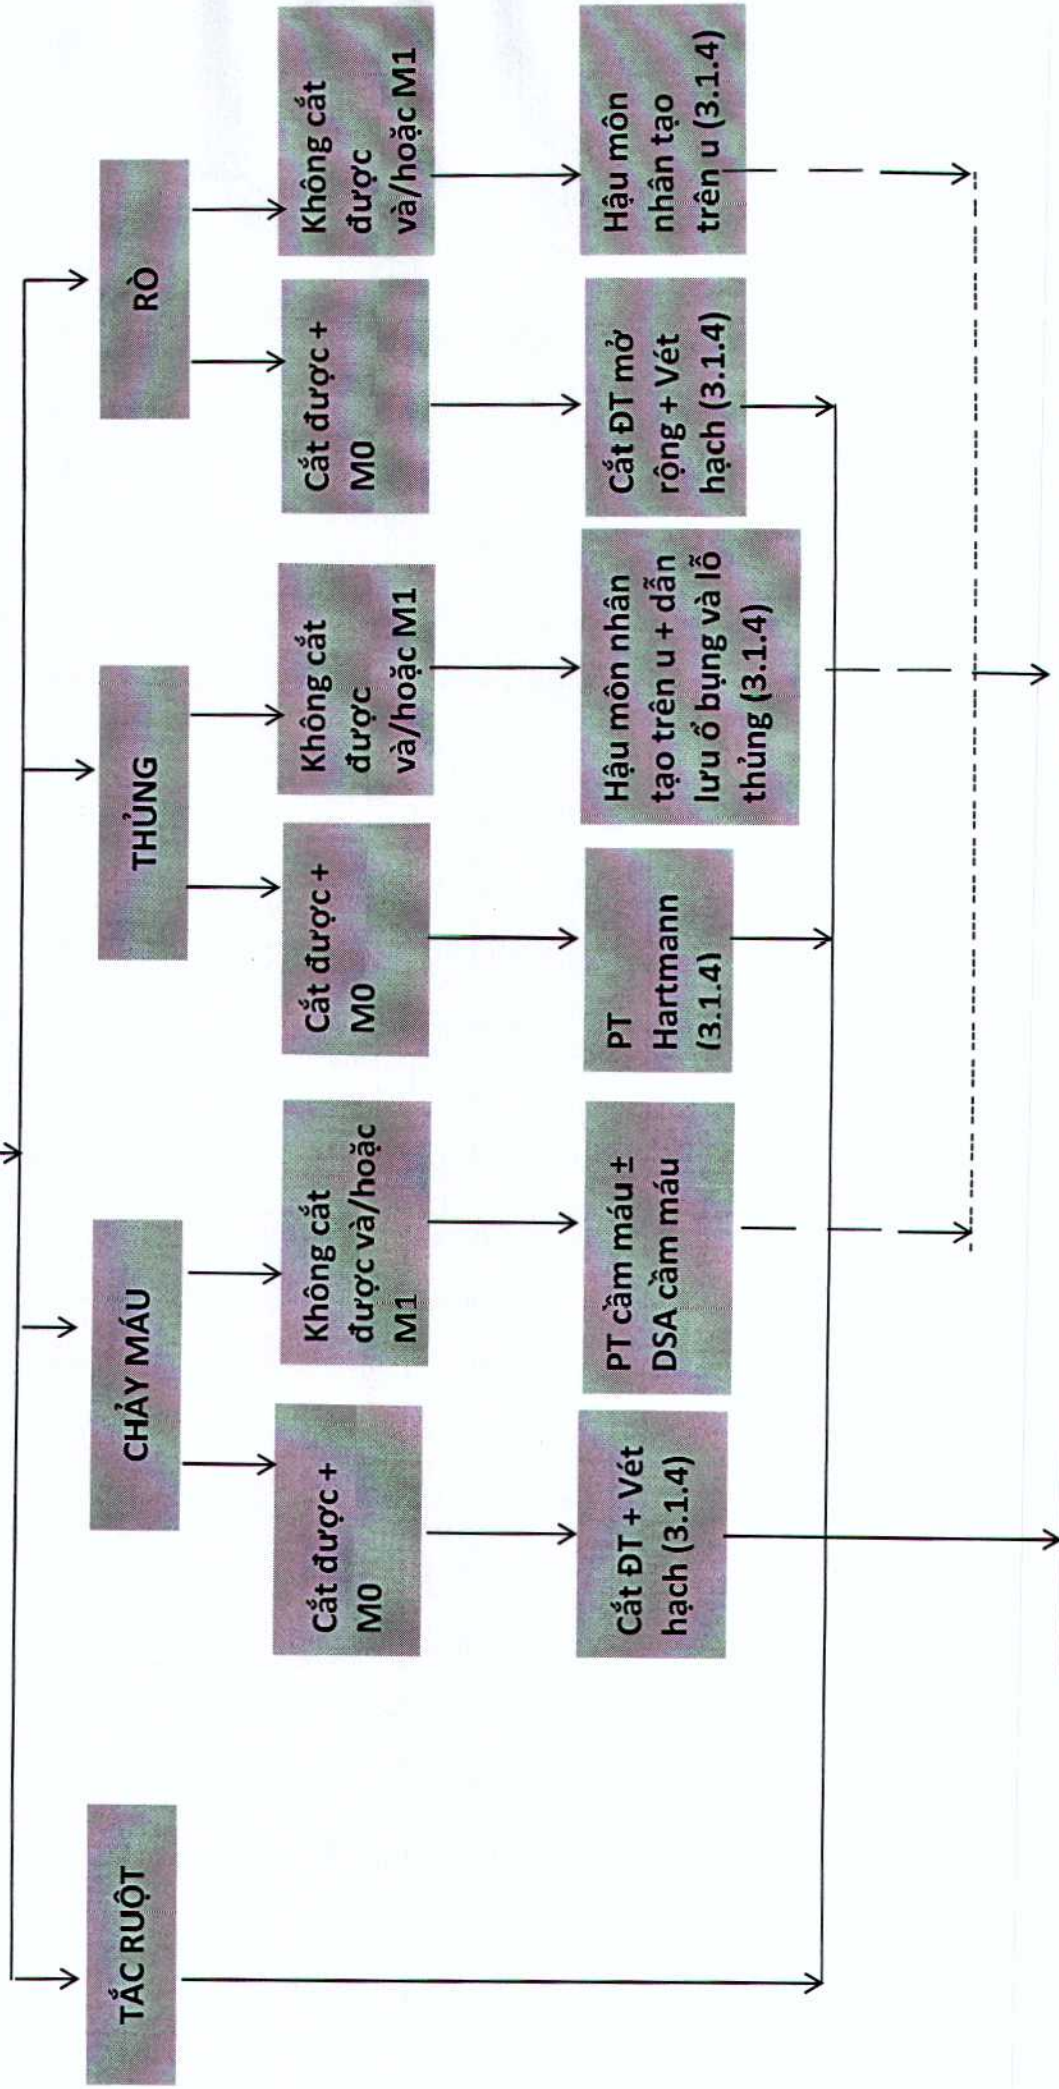 TẮC RUỘT
CHẢY MÁU
THỦNG
RÒ
Cắt được +
M0
Không cắt
được và/hoặc
M1
Cắt được +
M0
Không cắt
được
và/hoặc M1
Cắt được +
M0
Không cắt
được
và/hoặc M1
Cắt ĐT + Vét
hạch (3.1.4)
PT cầm máu ±
DSA cầm máu
PT
Hartmann
(3.1.4)
Hậu môn nhân
tạo trên u + dẫn
lưu ổ bụng và lỗ
thủng (3.1.4)
Cắt ĐT mở
rộng + Vét
hạch (3.1.4)
Hậu môn
nhân tạo
trên u (3.1.4)